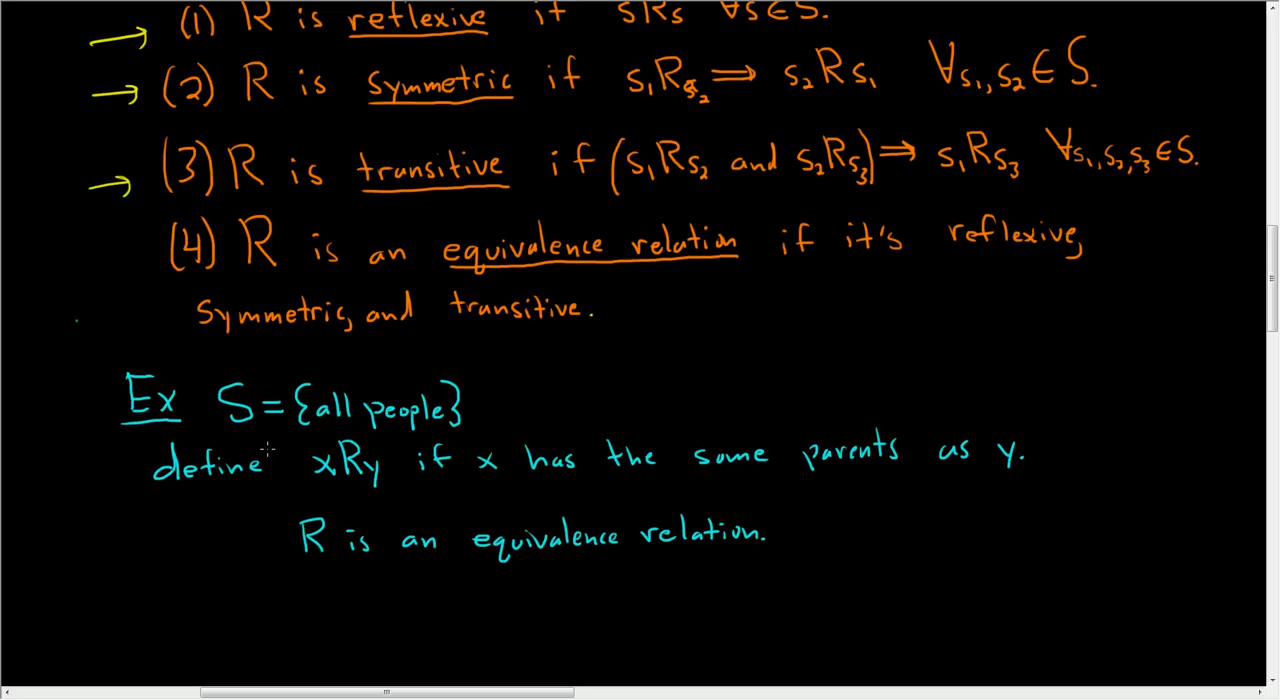 (1) R is reflexive if sRs ∀s∈S.
(2) R is symmetric if s₁Rs₂ ⟹ s₂Rs₁ ∀s₁,s₂∈S.
(3) R is transitive if (s₁Rs₂ and s₂Rs₃) ⟹ s₁Rs₃ ∀s₁,s₂,s₃∈S.
(4) R is an equivalence relation if it's reflexive,
symmetric, and transitive.
Ex S={all people}
define xRy if x has the same parents as y.
R is an equivalence relation.